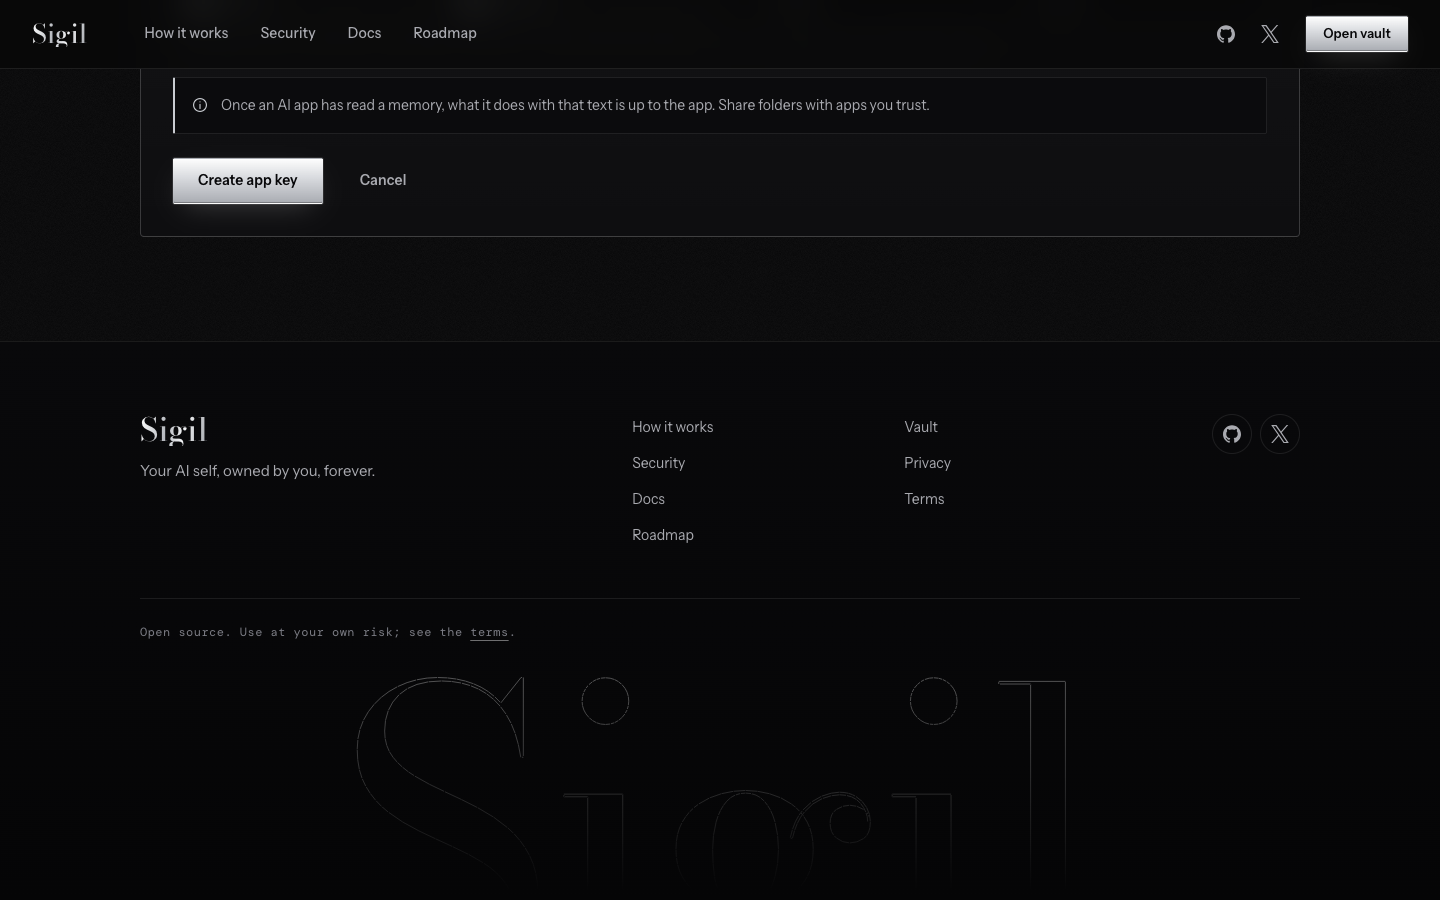 Sigil
How it works
Security
Docs
Roadmap
Open vault
Once an AI app has read a memory, what it does with that text is up to the app. Share folders with apps you trust.
Create app key
Cancel
Sigil
Your AI self, owned by you, forever.
How it works
Security
Docs
Roadmap
Vault
Privacy
Terms
Open source. Use at your own risk; see the terms.
Sigil